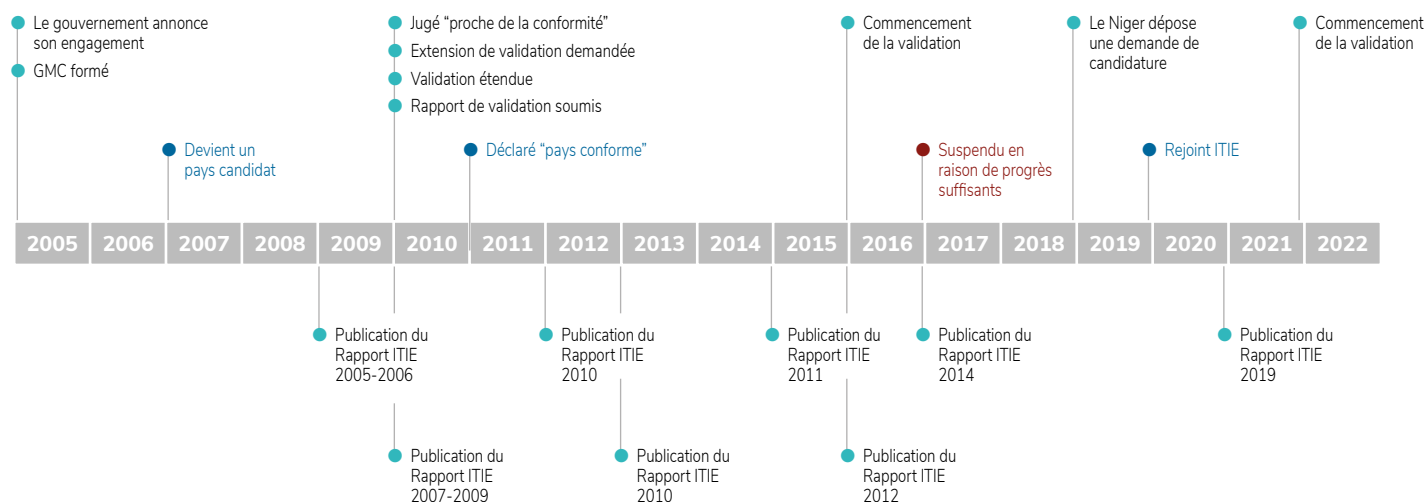 Le gouvernement annonce
son engagement
GMC formé
Jugé “proche de la conformité”
Extension de validation demandée
Validation étendue
Rapport de validation soumis
Commencement
de la validation
Le Niger dépose
une demande de
candidature
Commencement
de la validation
Devient un
pays candidat
Déclaré “pays conforme”
Suspendu en
raison de progrès
suffisants
Rejoint ITIE
2005 2006 2007 2008 2009 2010 2011 2012 2013 2014 2015 2016 2017 2018 2019 2020 2021 2022
Publication du
Rapport ITIE
2005-2006
Publication du
Rapport ITIE
2010
Publication du
Rapport ITIE
2011
Publication du
Rapport ITIE
2014
Publication du
Rapport ITIE
2019
Publication du
Rapport ITIE
2007-2009
Publication du
Rapport ITIE
2010
Publication du
Rapport ITIE
2012